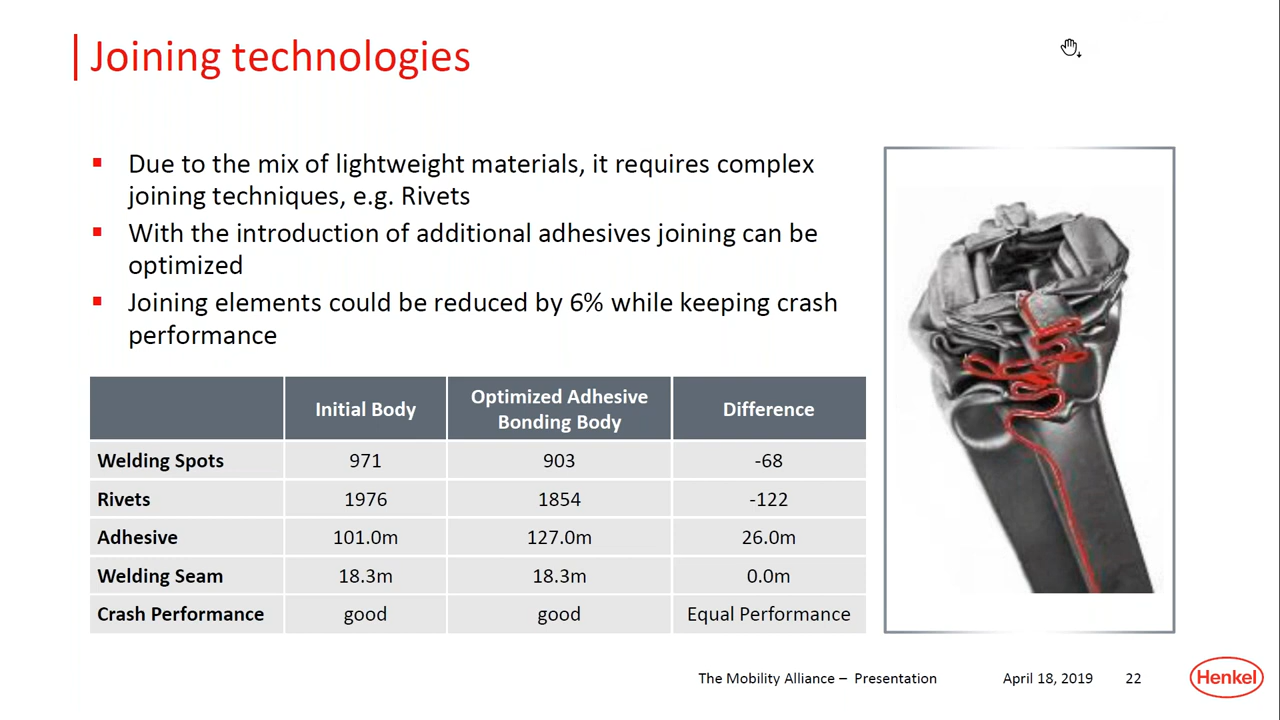 Joining technologies
Due to the mix of lightweight materials, it requires complex
joining techniques, e.g. Rivets
With the introduction of additional adhesives joining can be
optimized
Joining elements could be reduced by 6% while keeping crash
performance
Initial Body Optimized Adhesive Bonding Body Difference
Welding Spots 971 903 -68
Rivets 1976 1854 -122
Adhesive 101.0m 127.0m 26.0m
Welding Seam 18.3m 18.3m 0.0m
Crash Performance good good Equal Performance
The Mobility Alliance – Presentation April 18, 2019 22 Henkel